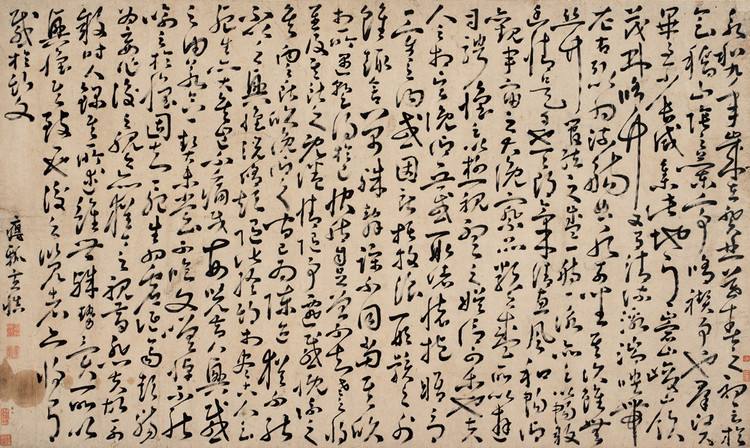 永和九年歲在癸丑暮春之初會於
會稽山陰之蘭亭脩禊事也群賢
畢至少長咸集此地有崇山峻領
茂林脩竹又有清流激湍映帶
左右引以為流觴曲水列坐其次雖無
絲竹管弦之盛一觴一詠亦足以暢敘
幽情是日也天朗氣清惠風和暢仰
觀宇宙之大俯察品類之盛所以遊
目騁懷足以極視聽之娛信可樂也夫
人之相與俯仰一世或取諸懷抱悟言
一室之內或因寄所託放浪形骸之外
雖趣舍萬殊靜躁不同當其欣
於所遇暫得於己快然自足不知老之將
至及其所之既倦情隨事遷感慨係之
矣向之所欣俛仰之間已為陳迹猶不能
不以之興懷況脩短隨化終期於盡古人云
死生亦大矣豈不痛哉每覽昔人興感
之由若合一契未嘗不臨文嗟悼不能
喻之於懷固知一死生為虛誕齊彭殤
為妄作後之視今亦猶今之視昔悲夫故列
敘時人錄其所述雖世殊事異所以
興懷其致一也後之覽者亦將有
感於斯文
癭瓢黃慎